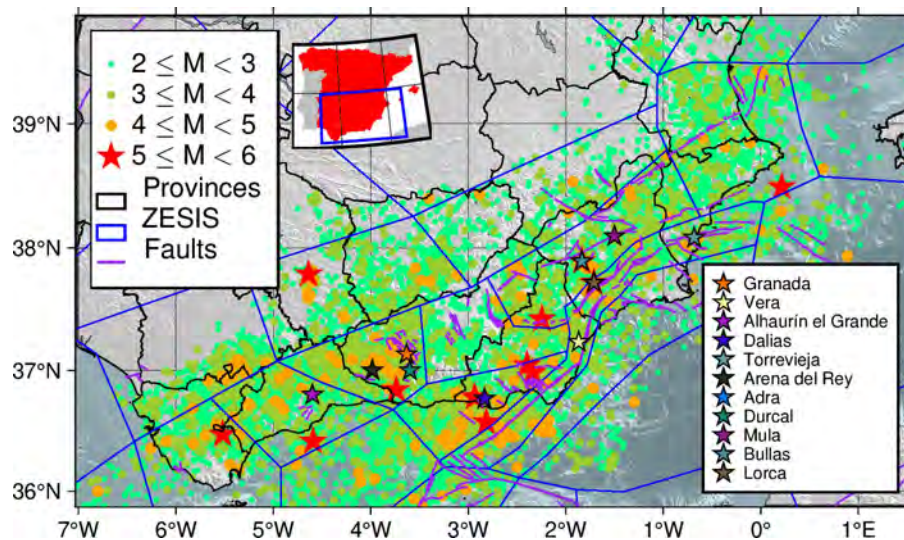 2 ≤ M < 3
3 ≤ M < 4
4 ≤ M < 5
5 ≤ M < 6
Provinces
ZESIS
Faults
Granada
Vera
Alhaurín el Grande
Dalias
Torrevieja
Arena del Rey
Adra
Durcal
Mula
Bullas
Lorca
39°N
38°N
37°N
36°N
7°W 6°W 5°W 4°W 3°W 2°W 1°W 0° 1°E